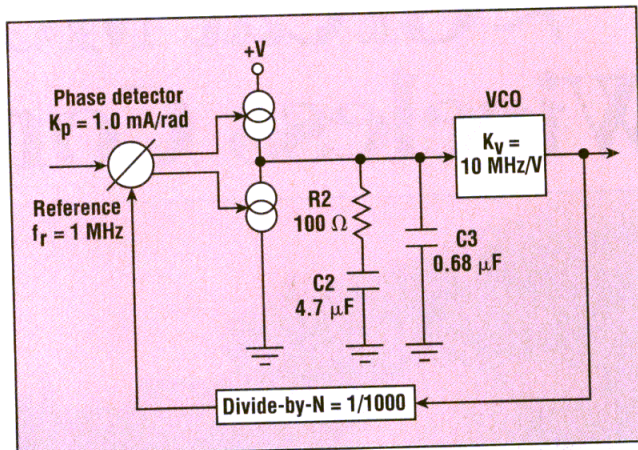 +V
Phase detector
Kp = 1.0 mA/rad
VCO
Kv =
10 MHz/V
Reference
fr = 1 MHz
R2
100 Ω
C3
0.68 μF
C2
4.7 μF
Divide-by-N = 1/1000